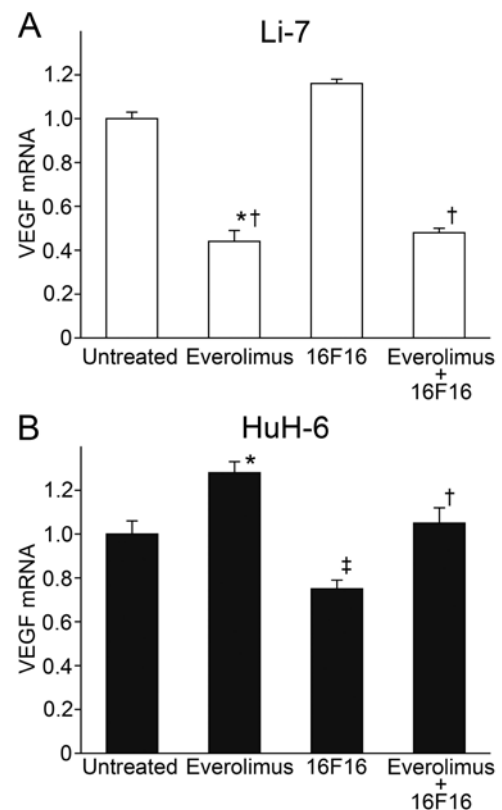 A
Li-7
VEGF mRNA
1.2
1.0
0.8
0.6
0.4
0.2
0
*†
†
Untreated Everolimus 16F16 Everolimus
+
16F16
B
HuH-6
VEGF mRNA
1.2
1.0
0.8
0.6
0.4
0.2
0
*
‡
†
Untreated Everolimus 16F16 Everolimus
+
16F16